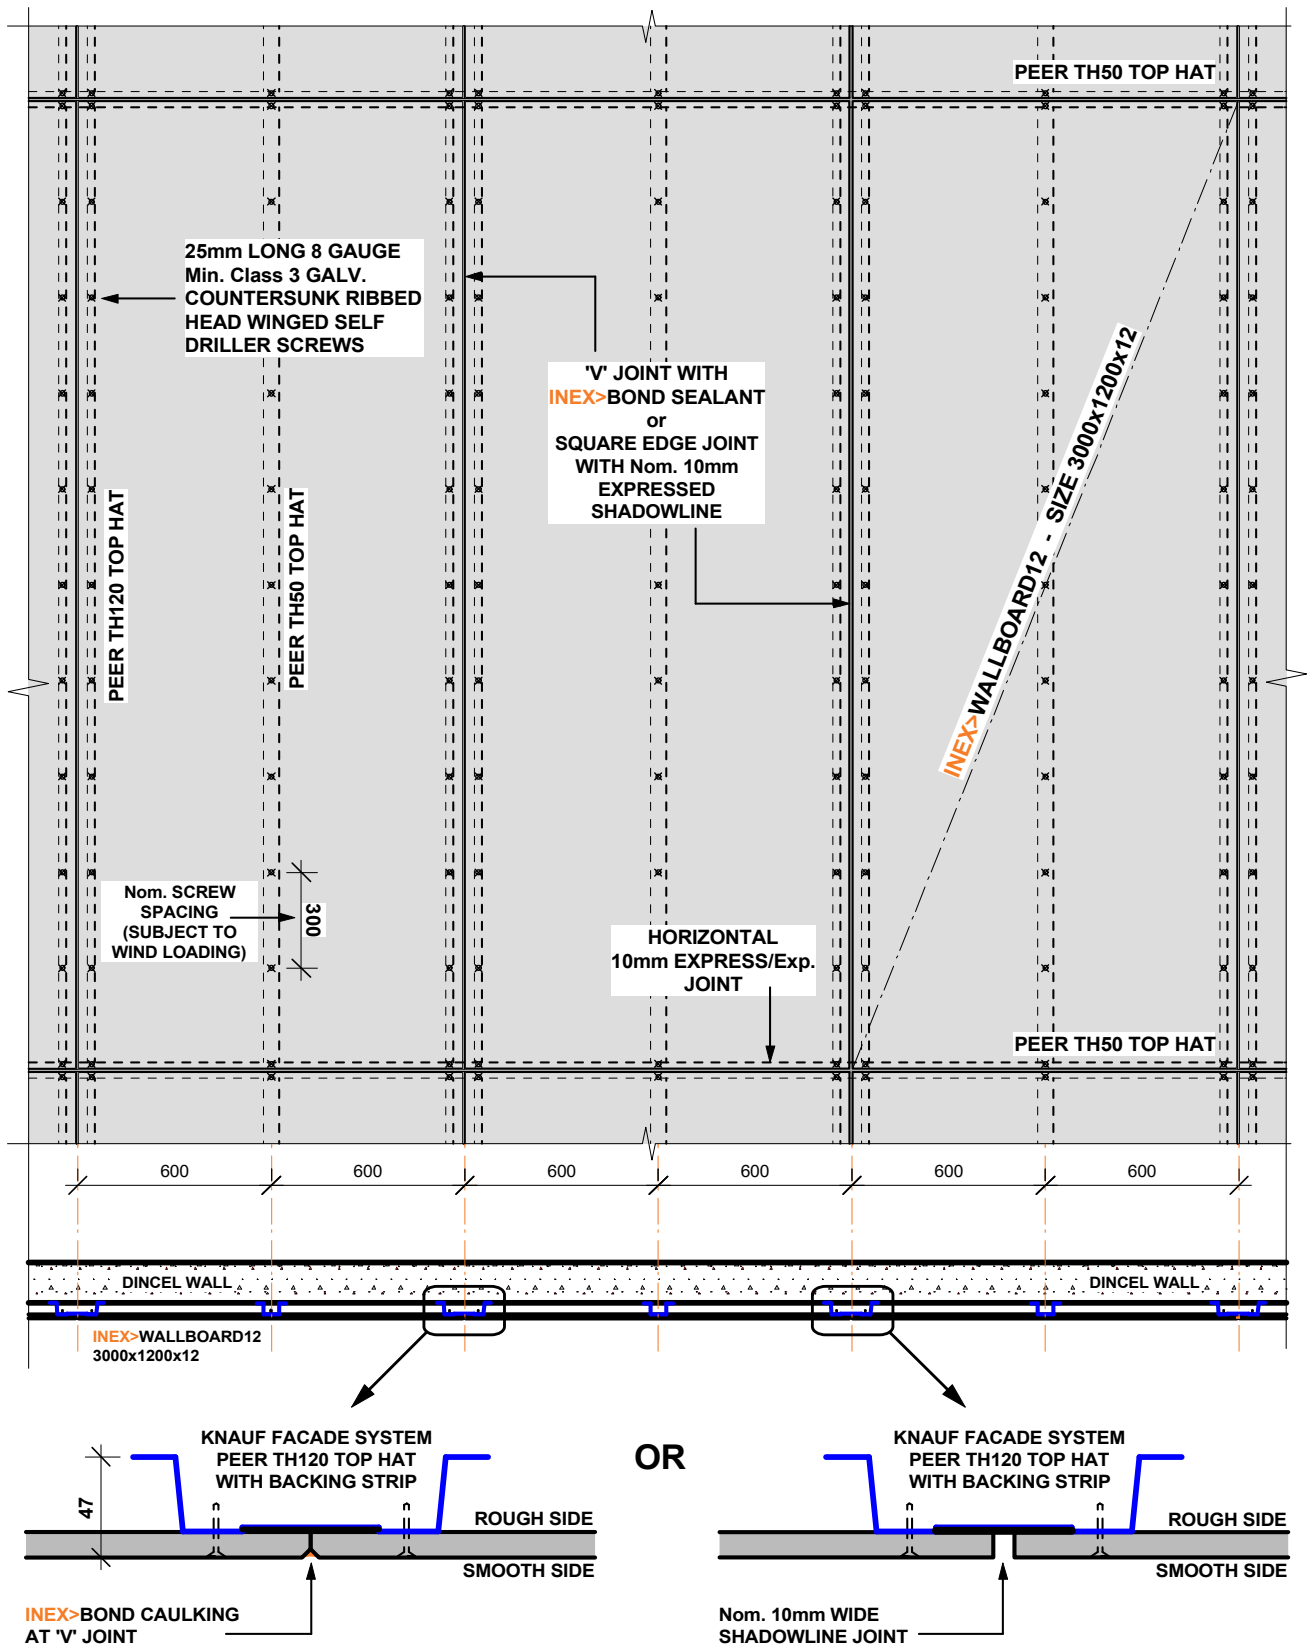 PEER TH50 TOP HAT
25mm LONG 8 GAUGE
Min. Class 3 GALV.
COUNTERSUNK RIBBED
HEAD WINGED SELF
DRILLER SCREWS
'V' JOINT WITH
INEX>BOND SEALANT
or
SQUARE EDGE JOINT
WITH Nom. 10mm
EXPRESSED
SHADOWLINE
INEX>WALLBOARD12 - SIZE 3000x1200x12
PEER TH120 TOP HAT
PEER TH50 TOP HAT
Nom. SCREW
SPACING
(SUBJECT TO
WIND LOADING)
300
HORIZONTAL
10mm EXPRESS/Exp.
JOINT
PEER TH50 TOP HAT
600
600
600
600
600
600
DINCEL WALL
DINCEL WALL
INEX>WALLBOARD12
3000x1200x12
KNAUF FACADE SYSTEM
PEER TH120 TOP HAT
WITH BACKING STRIP
47
ROUGH SIDE
SMOOTH SIDE
INEX>BOND CAULKING
AT 'V' JOINT
OR
KNAUF FACADE SYSTEM
PEER TH120 TOP HAT
WITH BACKING STRIP
ROUGH SIDE
SMOOTH SIDE
Nom. 10mm WIDE
SHADOWLINE JOINT